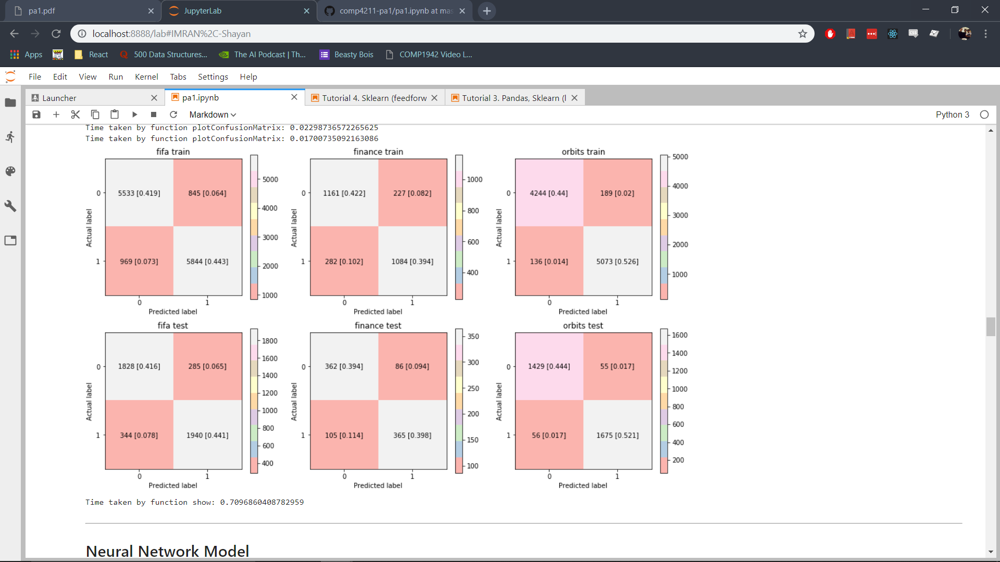 pa1.pdf
JupyterLab
comp4211-pa1/pa1.ipynb at mas
localhost:8888/lab#IMRAN%2C-Shayan
Apps
React
500 Data Structures...
The AI Podcast | Th...
Beasty Bois
COMP1942 Video L...
File Edit View Run Kernel Tabs Settings Help
Launcher
pa1.ipynb
Tutorial 4. Sklearn (feedforw
Tutorial 3. Pandas, Sklearn (l
Markdown
Python 3
Time taken by function plotConfusionMatrix: 0.02298736572265625
Time taken by function plotConfusionMatrix: 0.01700735092163086
fifa train
0
1
Actual label
5533 [0.419] 845 [0.064]
969 [0.073] 5844 [0.443]
0 1
Predicted label
5000
4000
3000
2000
1000
finance train
0
1
Actual label
1161 [0.422] 227 [0.082]
282 [0.102] 1084 [0.394]
0 1
Predicted label
1000
800
600
400
orbits train
0
1
Actual label
4244 [0.44] 189 [0.02]
136 [0.014] 5073 [0.526]
0 1
Predicted label
5000
4000
3000
2000
1000
fifa test
0
1
Actual label
1828 [0.416] 285 [0.065]
344 [0.078] 1940 [0.441]
0 1
Predicted label
1800
1600
1400
1200
1000
800
600
400
finance test
0
1
Actual label
362 [0.394] 86 [0.094]
105 [0.114] 365 [0.398]
0 1
Predicted label
350
300
250
200
150
100
orbits test
0
1
Actual label
1429 [0.444] 55 [0.017]
56 [0.017] 1675 [0.521]
0 1
Predicted label
1600
1400
1200
1000
800
600
400
200
Time taken by function show: 0.7096860408782959
Neural Network Model